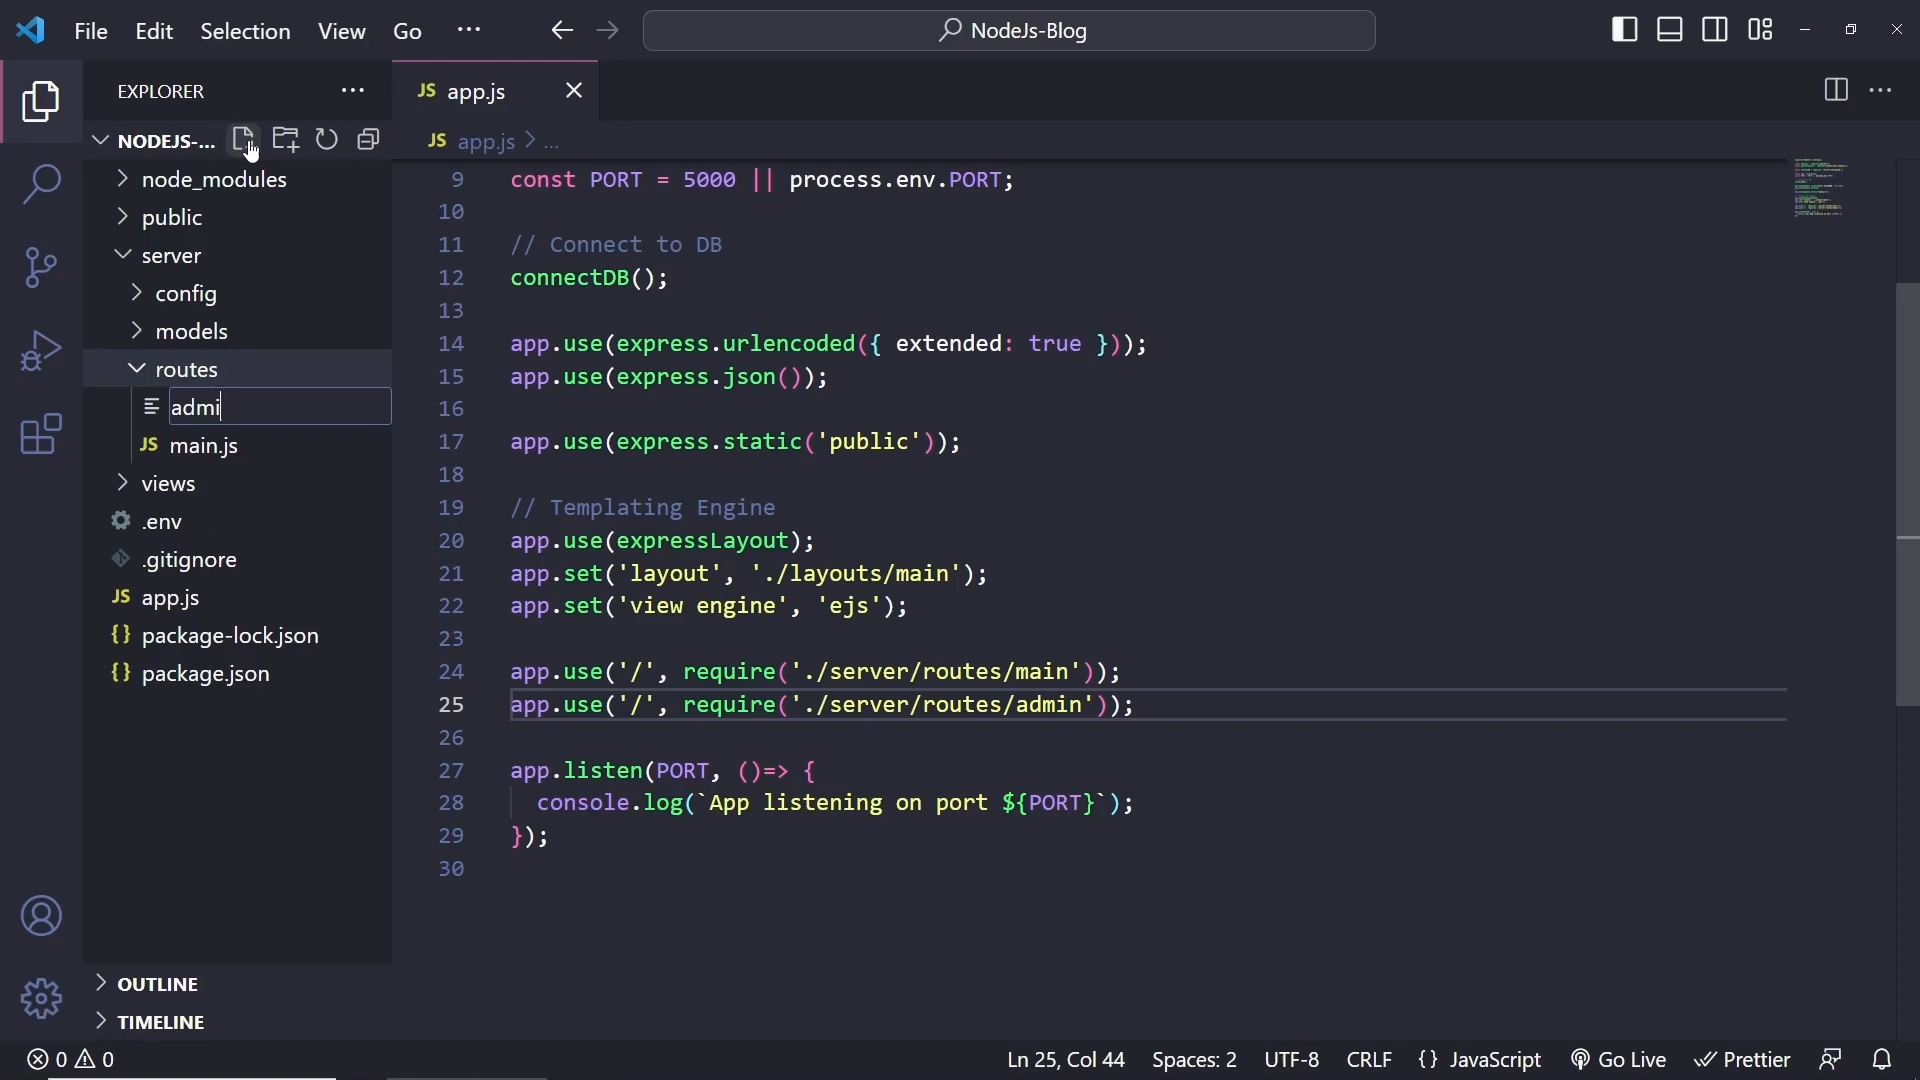 File Edit Selection View Go ···
NodeJs-Blog
EXPLORER
NODEJS-...
node_modules
public
server
config
models
routes
admi
JS main.js
views
.env
.gitignore
JS app.js
{} package-lock.json
{} package.json
OUTLINE
TIMELINE
JS app.js
JS app.js > ...
9 const PORT = 5000 || process.env.PORT;
10
11 // Connect to DB
12 connectDB();
13
14 app.use(express.urlencoded({ extended: true }));
15 app.use(express.json());
16
17 app.use(express.static('public'));
18
19 // Templating Engine
20 app.use(expressLayout);
21 app.set('layout', './layouts/main');
22 app.set('view engine', 'ejs');
23
24 app.use('/', require('./server/routes/main'));
25 app.use('/', require('./server/routes/admin'));
26
27 app.listen(PORT, ()=> {
28 console.log(`App listening on port ${PORT}`);
29 });
30
0 0
Ln 25, Col 44 Spaces: 2 UTF-8 CRLF {} JavaScript Go Live Prettier